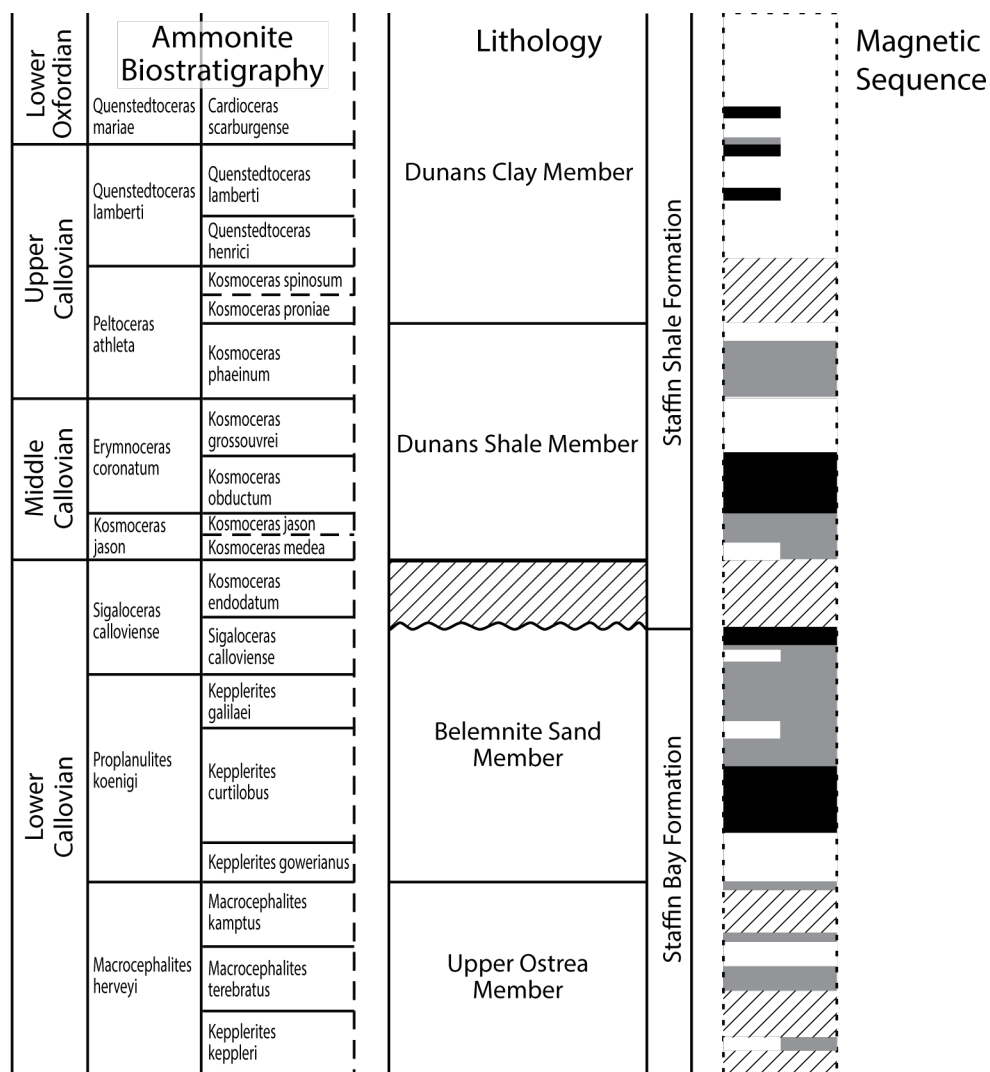 Ammonite
Biostratigraphy
Lithology
Magnetic
Sequence
Lower
Oxfordian
Upper
Callovian
Middle
Callovian
Lower
Callovian
Quenstedtoceras
mariae
Quenstedtoceras
lamberti
Peltoceras
athleta
Erymnoceras
coronatum
Kosmoceras
jason
Sigaloceras
calloviense
Proplanulites
koenigi
Macrocephalites
herveyi
Cardioceras
scarburgense
Quenstedtoceras
lamberti
Quenstedtoceras
henrici
Kosmoceras spinosum
Kosmoceras proniae
Kosmoceras
phaeinum
Kosmoceras
grossouvrei
Kosmoceras
obductum
Kosmoceras jason
Kosmoceras medea
Kosmoceras
endodatum
Sigaloceras
calloviense
Kepplerites
galilaei
Kepplerites
curtilobus
Kepplerites gowerianus
Macrocephalites
kamptus
Macrocephalites
terebratus
Kepplerites
keppleri
Dunans Clay Member
Dunans Shale Member
Belemnite Sand
Member
Upper Ostrea
Member
Staffin Shale Formation
Staffin Bay Formation